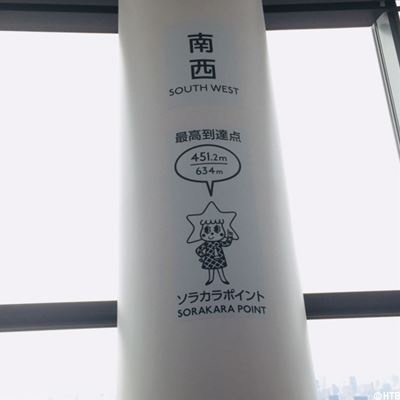 南
西
SOUTH WEST
最高到達点
451.2m
634m
ソラカラポイント
SORAKARA POINT
©HTB